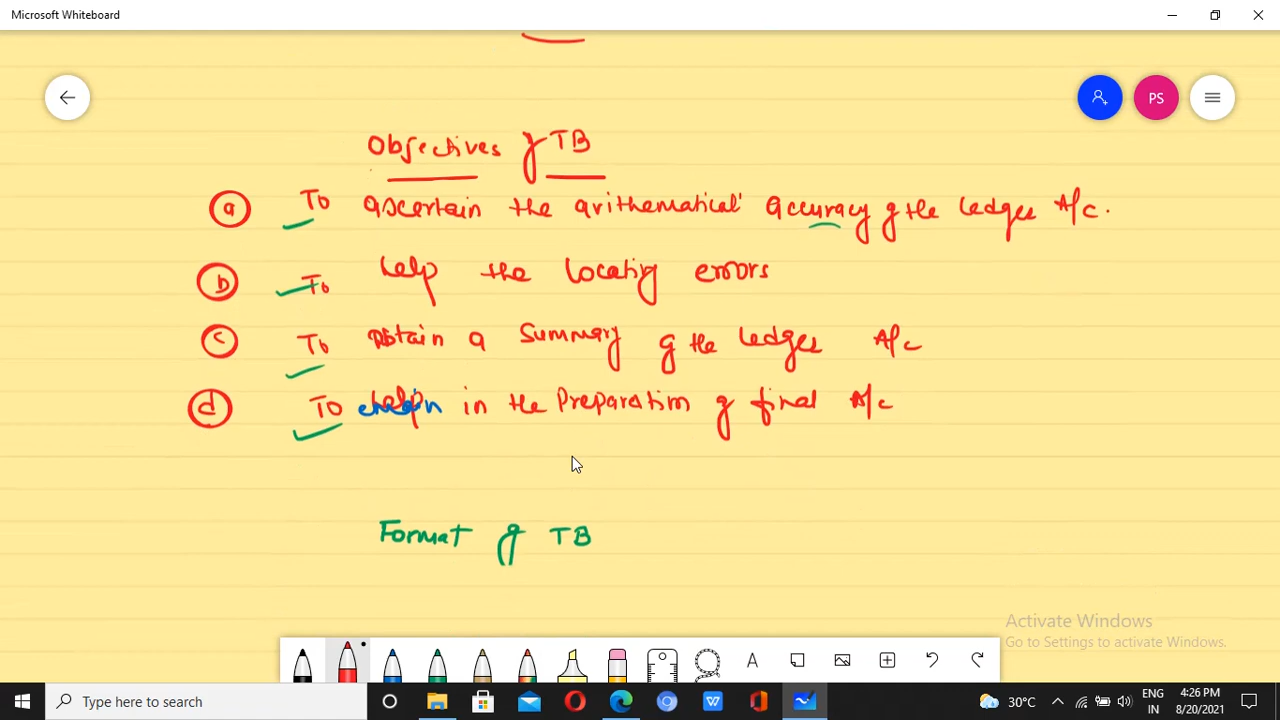 Microsoft Whiteboard
PS
Objectives of TB
a To ascertain the arithematical accuracy of the ledger A/c.
b To help the locating errors
c To obtain a Summary of the ledger A/c
d To help in the Preparation of final A/c
Format of TB
Activate Windows
Go to Settings to activate Windows.
A
Type here to search
W
30°C
ENG
IN
4:26 PM
8/20/2021